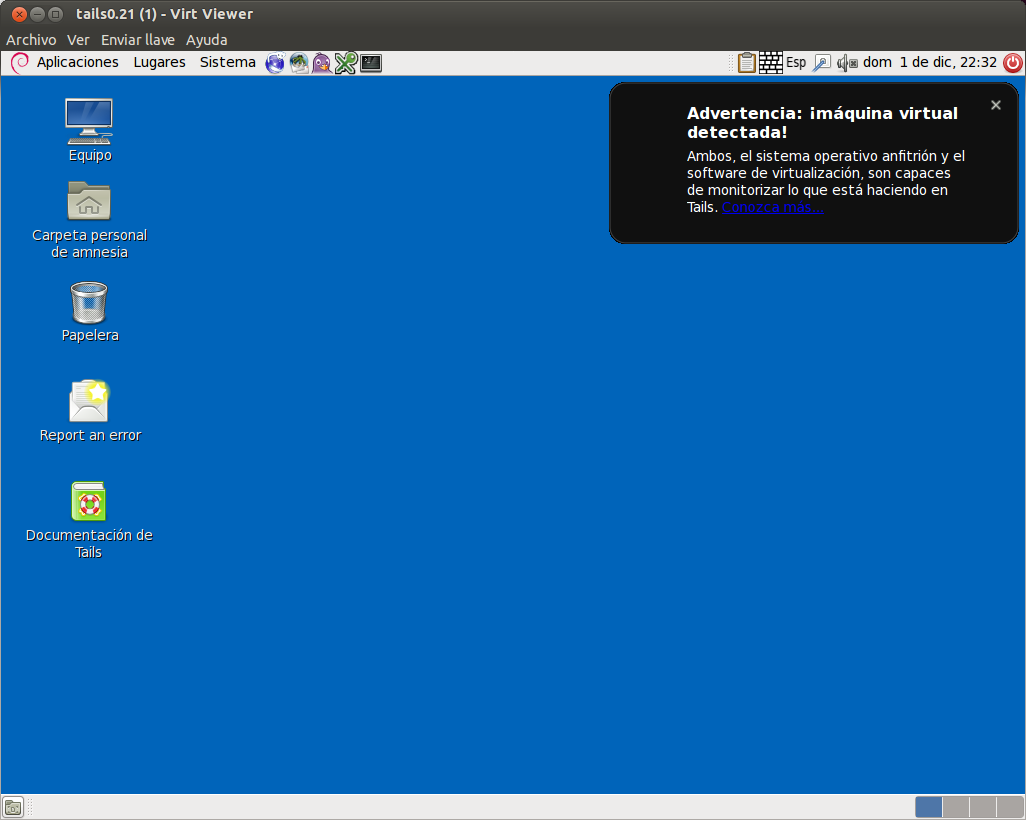 tails0.21 (1) - Virt Viewer
Archivo Ver Enviar llave Ayuda
Aplicaciones Lugares Sistema Esp dom 1 de dic, 22:32
Advertencia: ¡máquina virtual
detectada!
Ambos, el sistema operativo anfitrión y el
software de virtualización, son capaces
de monitorizar lo que está haciendo en
Tails. Conozca más...
Equipo
Carpeta personal
de amnesia
Papelera
Report an error
Documentación de
Tails